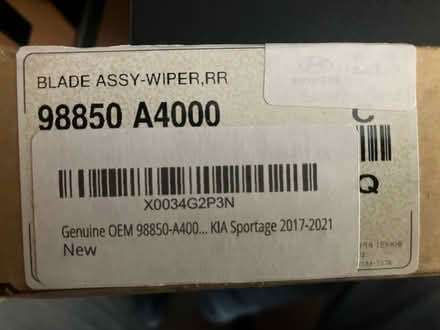 BLADE ASSY-WIPER,RR
98850 A4000
C
Q
X0034G2P3N
Genuine OEM 98850-A400... KIA Sportage 2017-2021
New